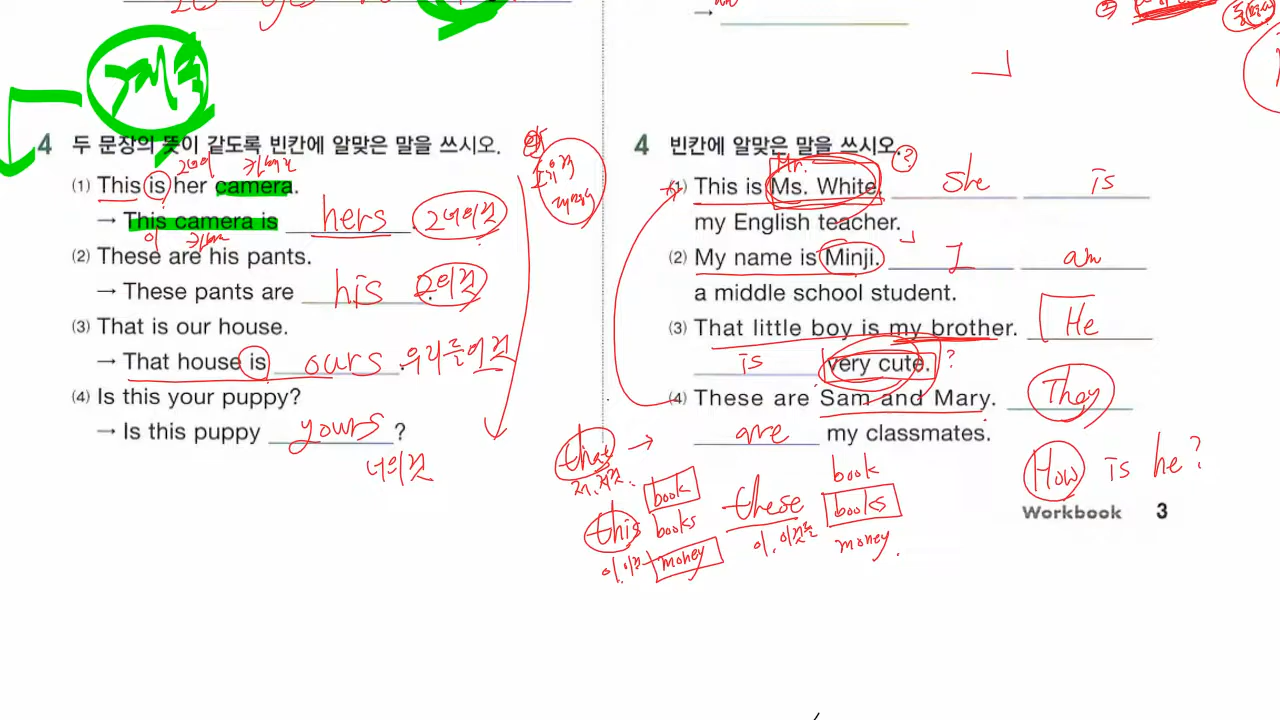 4 두 문장의 뜻이 같도록 빈칸에 알맞은 말을 쓰시오.
(1) This is her camera.
→ This camera is hers 그녀의것
(2) These are his pants.
→ These pants are his 그의것
(3) That is our house.
→ That house is ours. 우리들의것
(4) Is this your puppy?
→ Is this puppy yours?
너의것
4 빈칸에 알맞은 말을 쓰시오.
Mr.
(1) This is Ms. White. She is
my English teacher.
(2) My name is Minji. I am
a middle school student.
(3) That little boy is my brother. He
is very cute. ?
(4) These are Sam and Mary. They
are my classmates.
How is he?
that →
this book these book
books books
money money.
Workbook 3